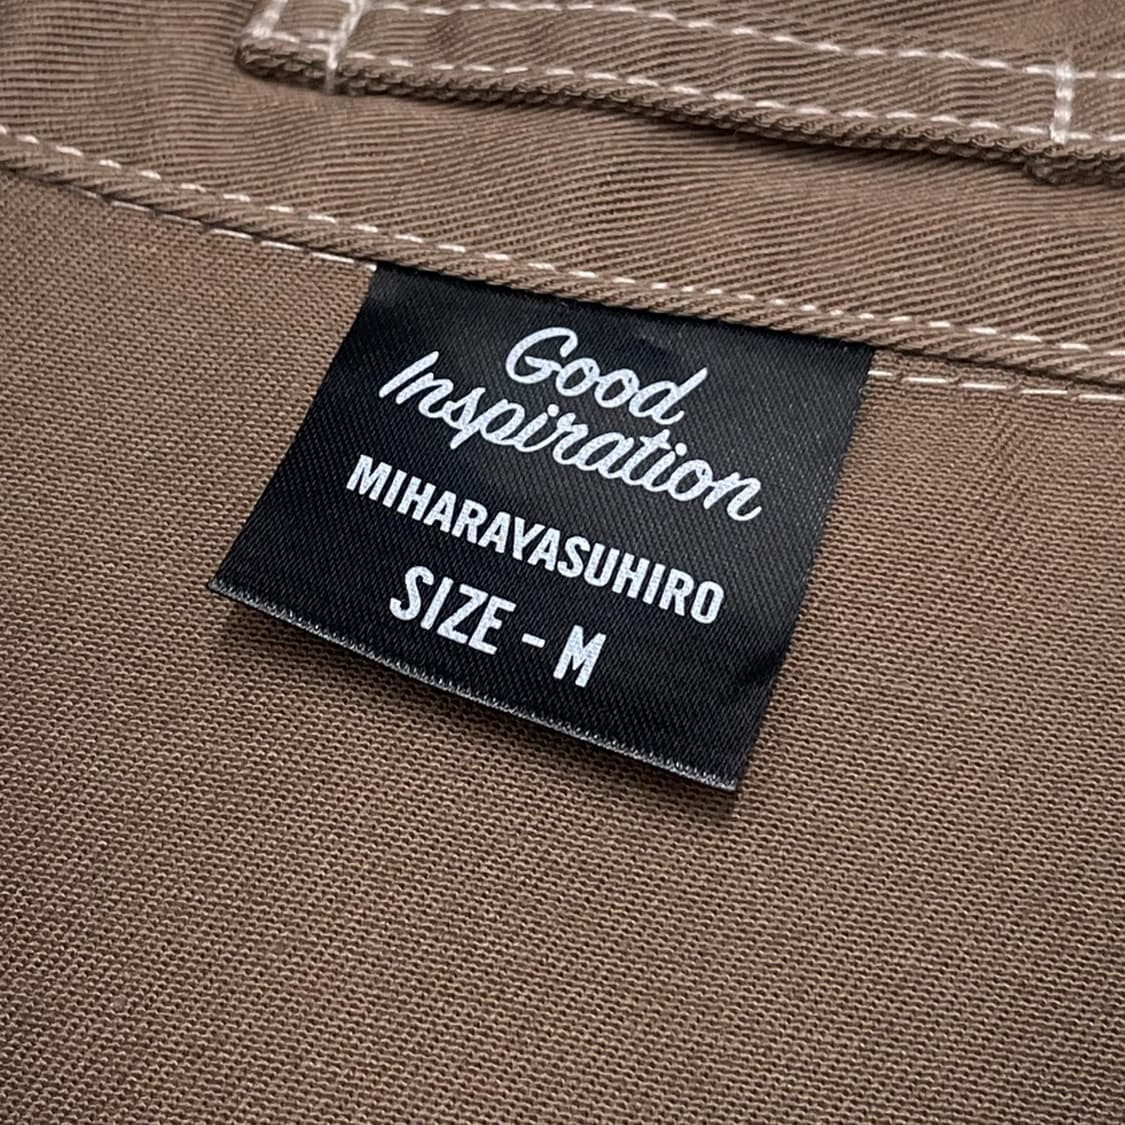 Good
Inspiration
MIHARAYASUHIRO
SIZE - M